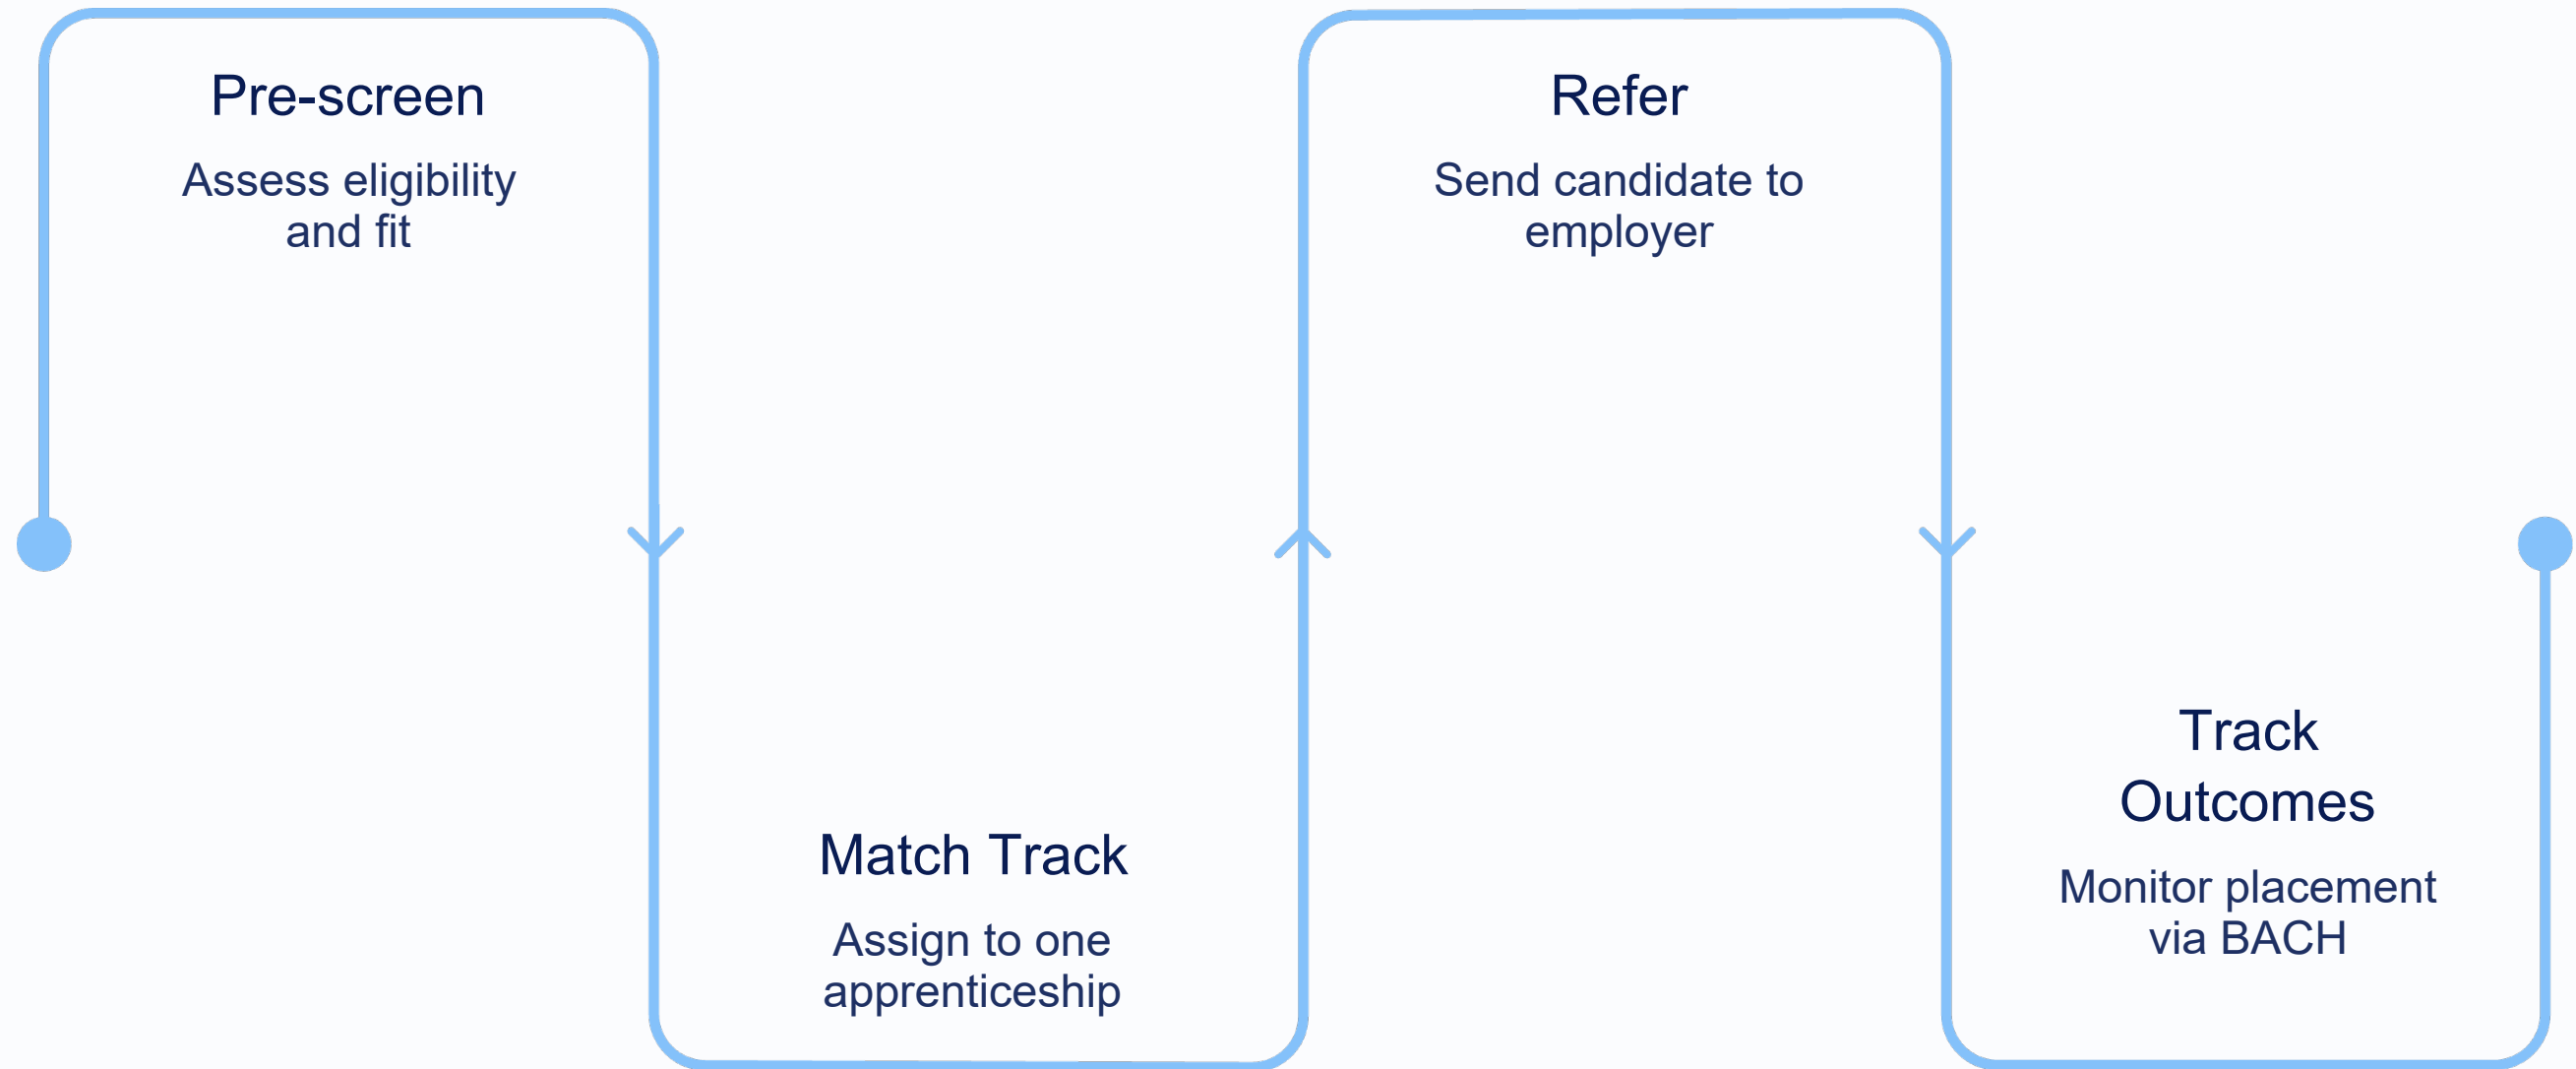 Pre-screen
Assess eligibility
and fit
Match Track
Assign to one
apprenticeship
Refer
Send candidate to
employer
Track
Outcomes
Monitor placement
via BACH